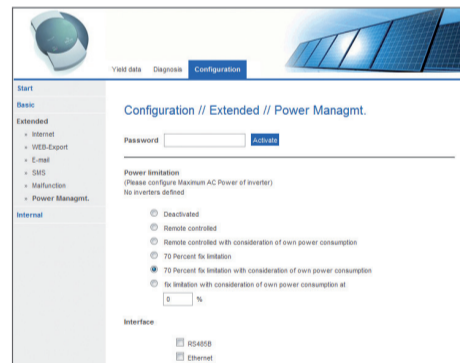 Yield data Diagnosis Configuration
Start
Basic
Extended
Internet
WEB-Export
E-mail
SMS
Malfunction
Power Managmt.
Internal
Configuration // Extended // Power Managmt.
Password Activate
Power limitation
(Please configure Maximum AC Power of inverter)
No inverters defined
Deactivated
Remote controlled
Remote controlled with consideration of own power consumption
70 Percent fix limitation
70 Percent fix limitation with consideration of own power consumption
fix limitation with consideration of own power consumption at
0 %
Interface
RS485B
Ethernet